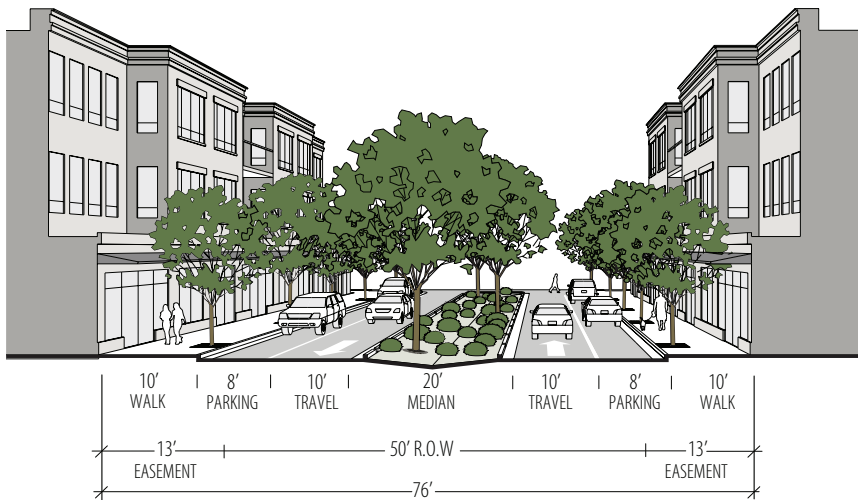 10' 8' 10' 20' 10' 8' 10'
WALK PARKING TRAVEL MEDIAN TRAVEL PARKING WALK
13' 50' R.O.W 13'
EASEMENT EASEMENT
76'